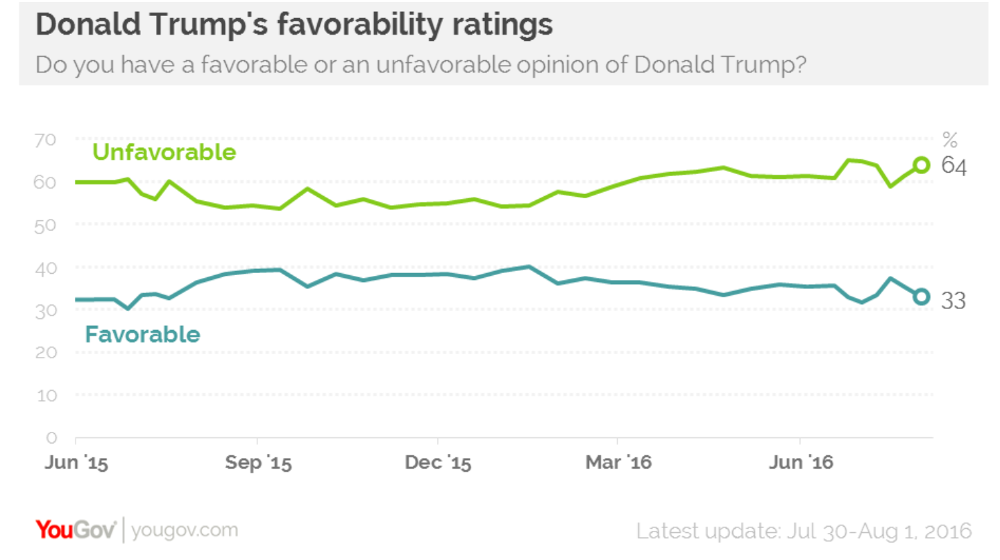 Donald Trump's favorability ratings
Do you have a favorable or an unfavorable opinion of Donald Trump?
70
%
Unfavorable
64
60
50
40
33
30
Favorable
20
10
0
Jun '15 Sep '15 Dec '15 Mar '16 Jun '16
YouGov yougov.com
Latest update: Jul 30-Aug 1, 2016